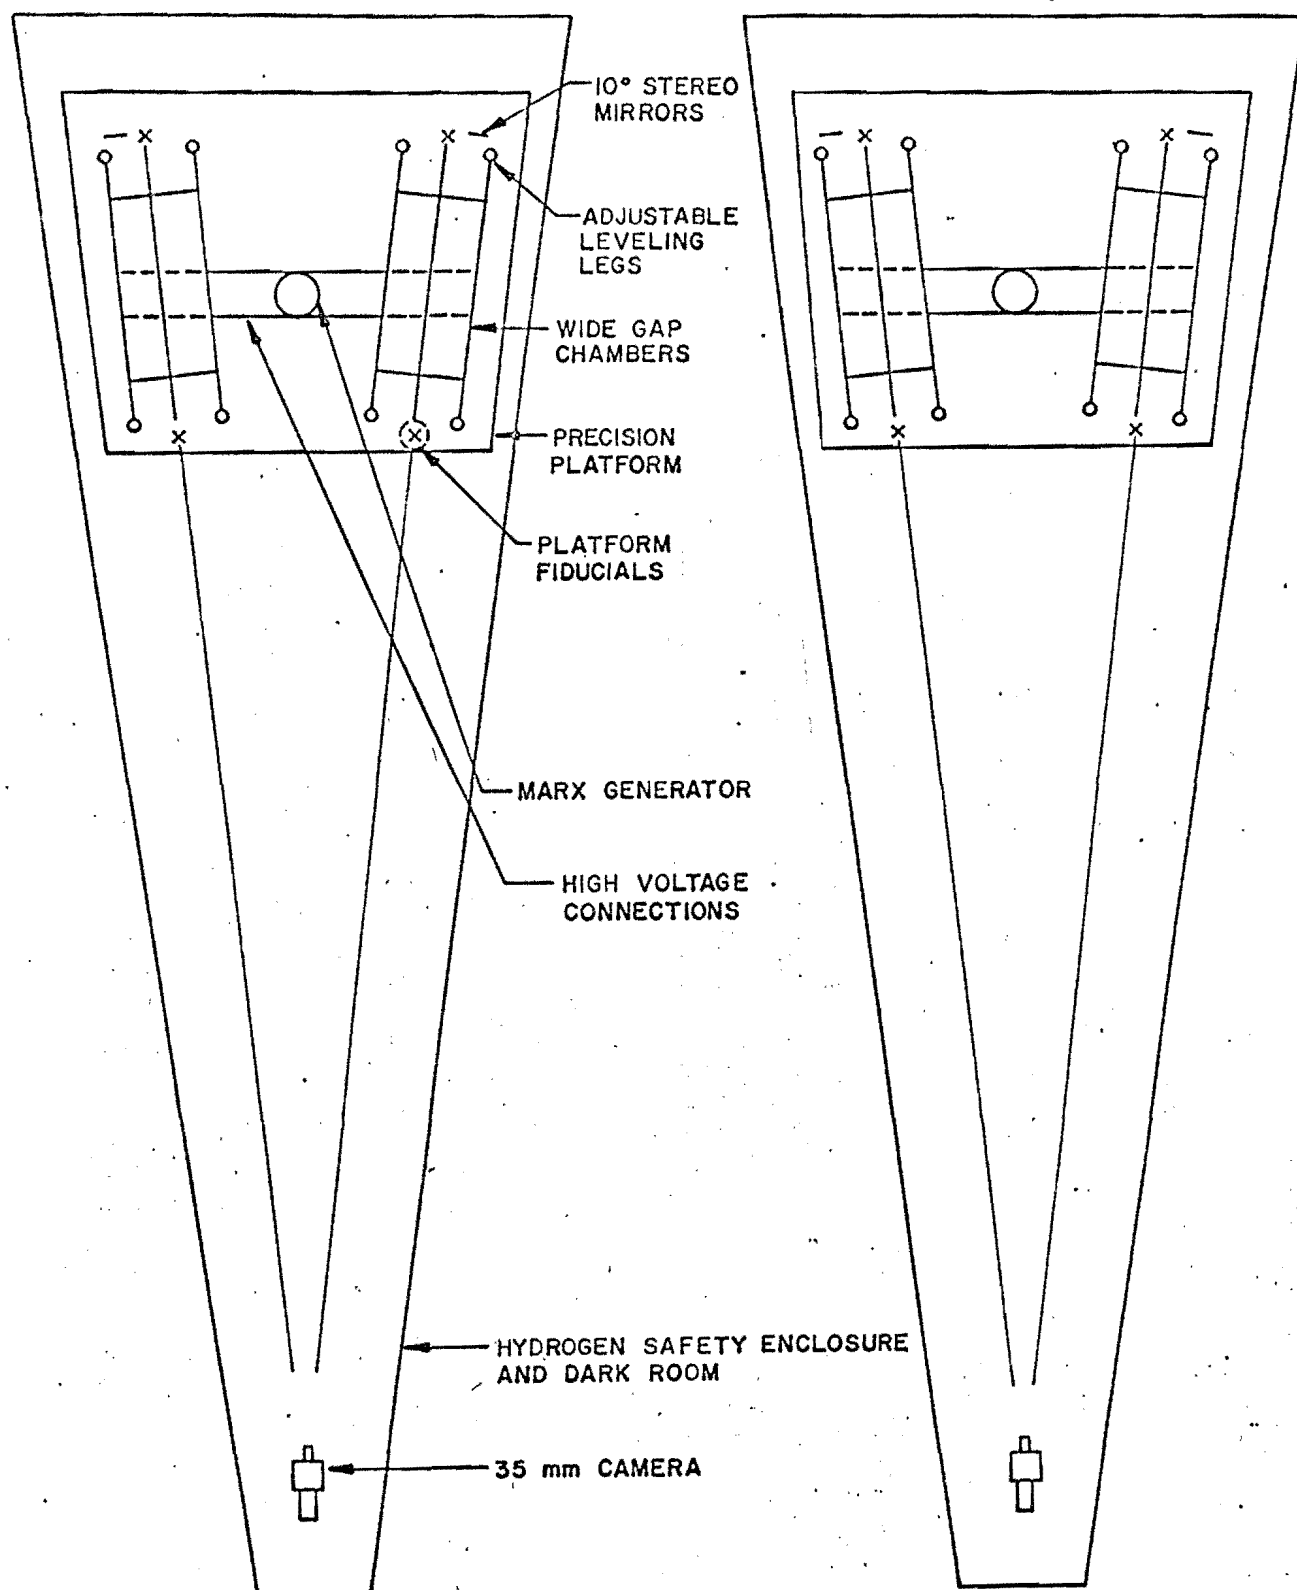 10° STEREO
MIRRORS
ADJUSTABLE
LEVELING
LEGS
WIDE GAP
CHAMBERS
PRECISION
PLATFORM
PLATFORM
FIDUCIALS
MARX GENERATOR
HIGH VOLTAGE
CONNECTIONS
HYDROGEN SAFETY ENCLOSURE
AND DARK ROOM
35 mm CAMERA